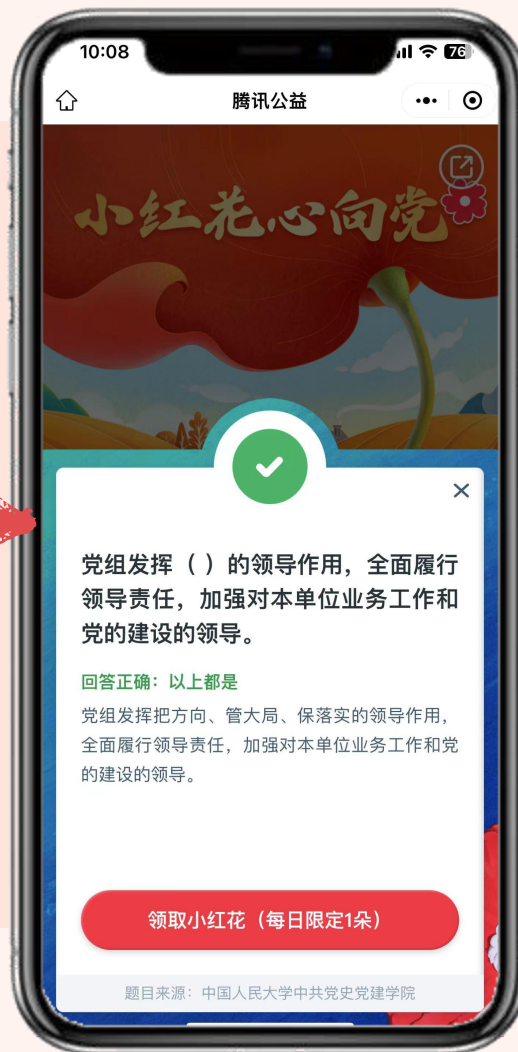 10:08
76
腾讯公益
小红花心向党
党组发挥（ ）的领导作用，全面履行
领导责任，加强对本单位业务工作和
党的建设的领导。
回答正确：以上都是
党组发挥把方向、管大局、保落实的领导作用，
全面履行领导责任，加强对本单位业务工作和党
的建设的领导。
领取小红花（每日限定1朵）
题目来源：中国人民大学中共党史党建学院